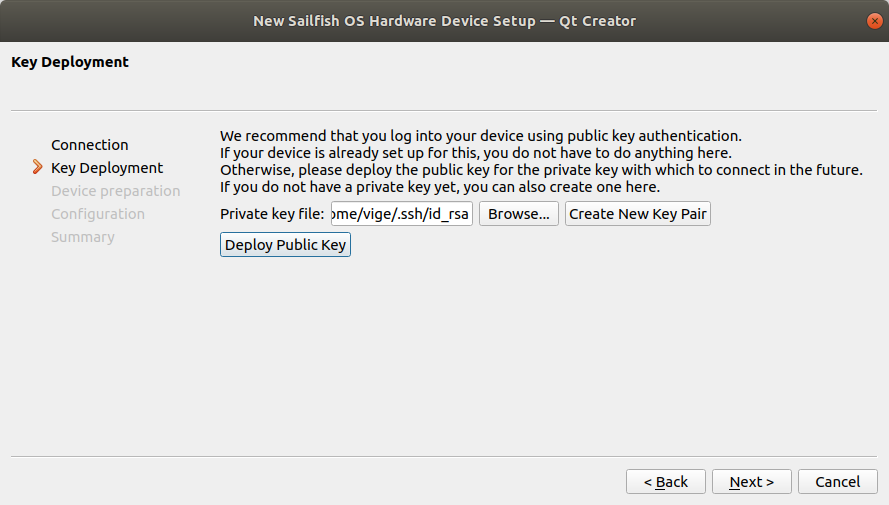 New Sailfish OS Hardware Device Setup — Qt Creator
Key Deployment
Connection
Key Deployment
Device preparation
Configuration
Summary
We recommend that you log into your device using public key authentication.
If your device is already set up for this, you do not have to do anything here.
Otherwise, please deploy the public key for the private key with which to connect in the future.
If you do not have a private key yet, you can also create one here.
Private key file: ome/vige/.ssh/id_rsa Browse... Create New Key Pair
Deploy Public Key
< Back Next > Cancel